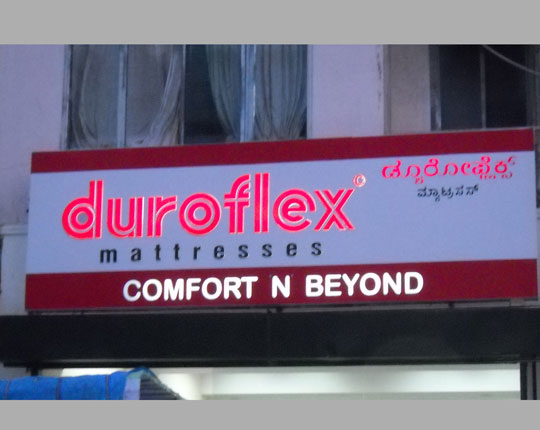 duroflex
mattresses
ಡ್ಯೂರೋಫ್ಲೆಕ್ಸ್
ಮ್ಯಾಟ್ರಸಸ್
COMFORT 'N' BEYOND